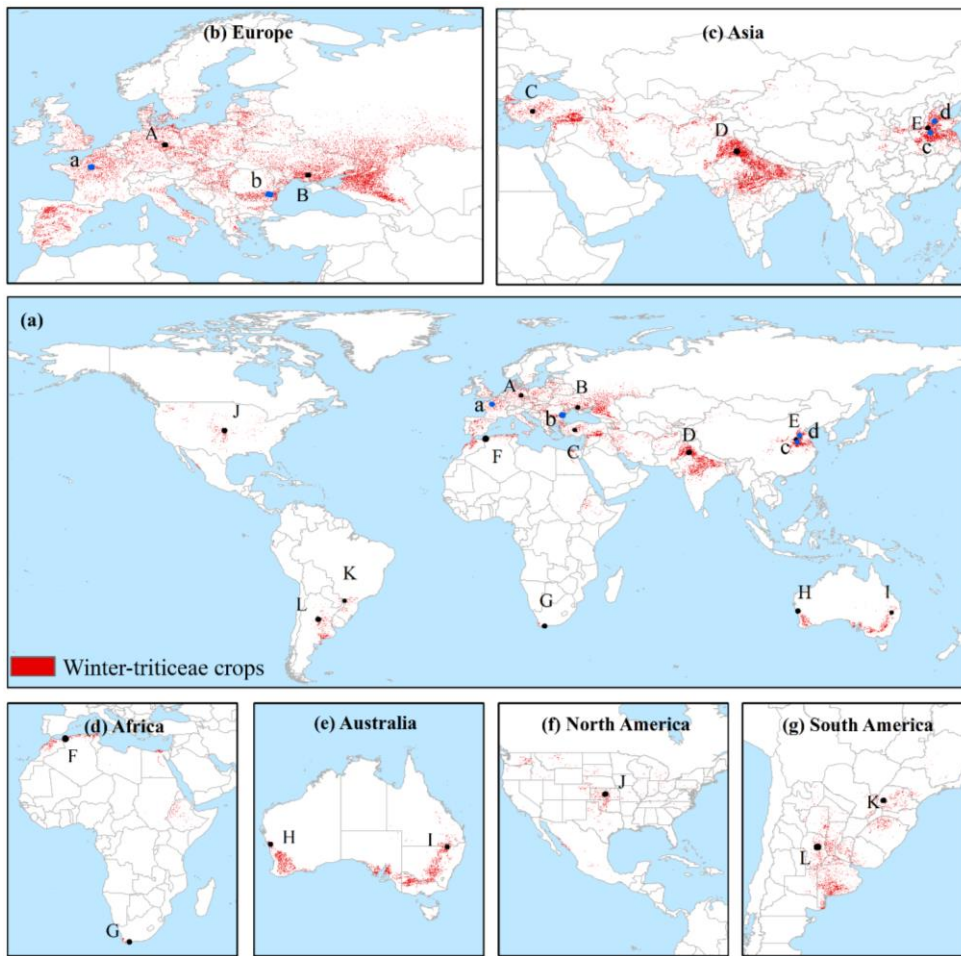 (b) Europe
A
a
b
B
(c) Asia
C
D
E
d
c
(a)
J
A
B
a
b
C
F
D
E
d
c
K
L
G
H
I
Winter-triticeae crops
(d) Africa
F
G
(e) Australia
H
I
(f) North America
J
(g) South America
K
L